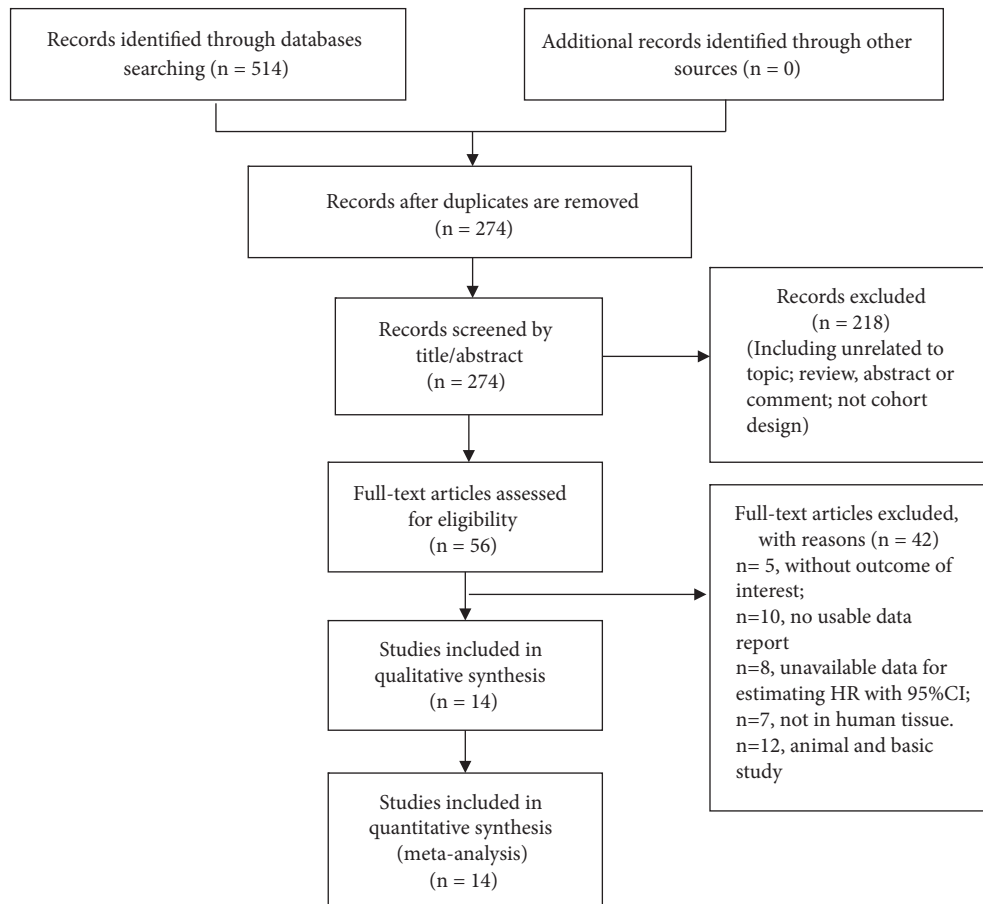 Records identified through databases
searching (n = 514)
Additional records identified through other
sources (n = 0)
Records after duplicates are removed
(n = 274)
Records screened by
title/abstract
(n = 274)
Records excluded
(n = 218)
(Including unrelated to
topic; review, abstract or
comment; not cohort
design)
Full-text articles assessed
for eligibility
(n = 56)
Full-text articles excluded,
with reasons (n = 42)
n= 5, without outcome of
interest;
n=10, no usable data
report
n=8, unavailable data for
estimating HR with 95%CI;
n=7, not in human tissue.
n=12, animal and basic
study
Studies included in
qualitative synthesis
(n = 14)
Studies included in
quantitative synthesis
(meta-analysis)
(n = 14)